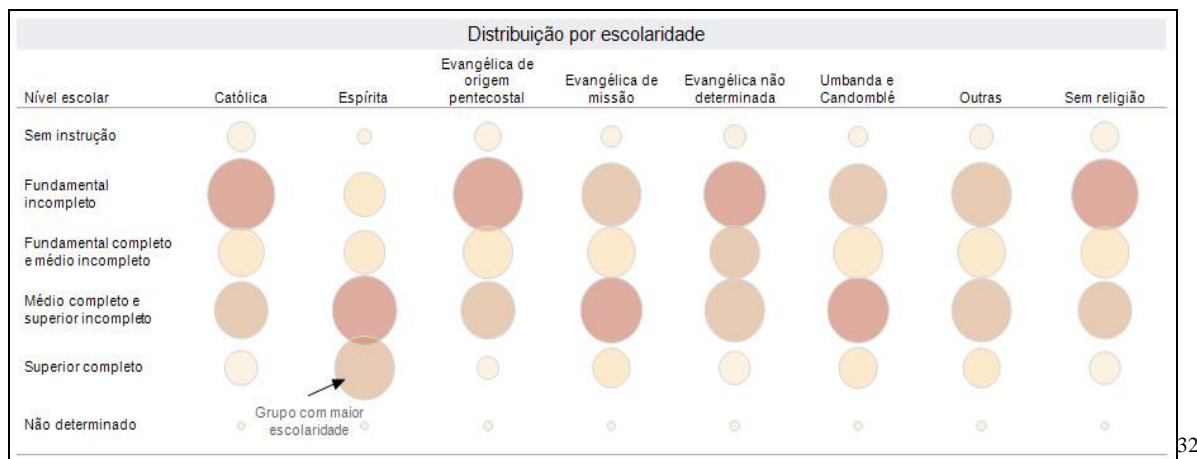 Distribuição por escolaridade
Nível escolar
Católica
Espírita
Evangélica de
origem
pentecostal
Evangélica de
missão
Evangélica não
determinada
Umbanda e
Candomblé
Outras
Sem religião
Sem instrução
Fundamental
incompleto
Fundamental completo
e médio incompleto
Médio completo e
superior incompleto
Superior completo
Grupo com maior
escolaridade
Não determinado
32